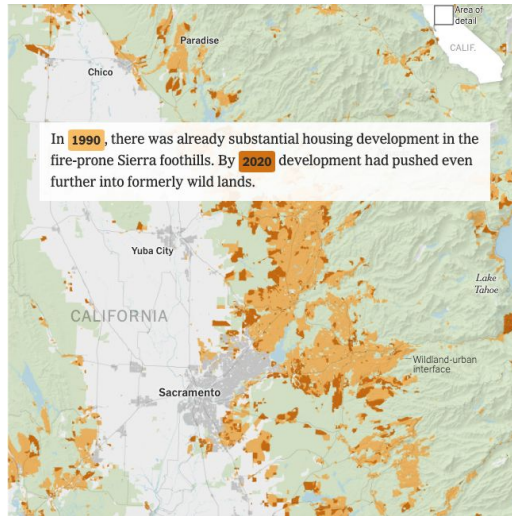 Area of
detail
CALIF.
Paradise
Chico
In 1990, there was already substantial housing development in the
fire-prone Sierra foothills. By 2020 development had pushed even
further into formerly wild lands.
Yuba City
Lake
Tahoe
CALIFORNIA
Wildland-urban
interface
Sacramento